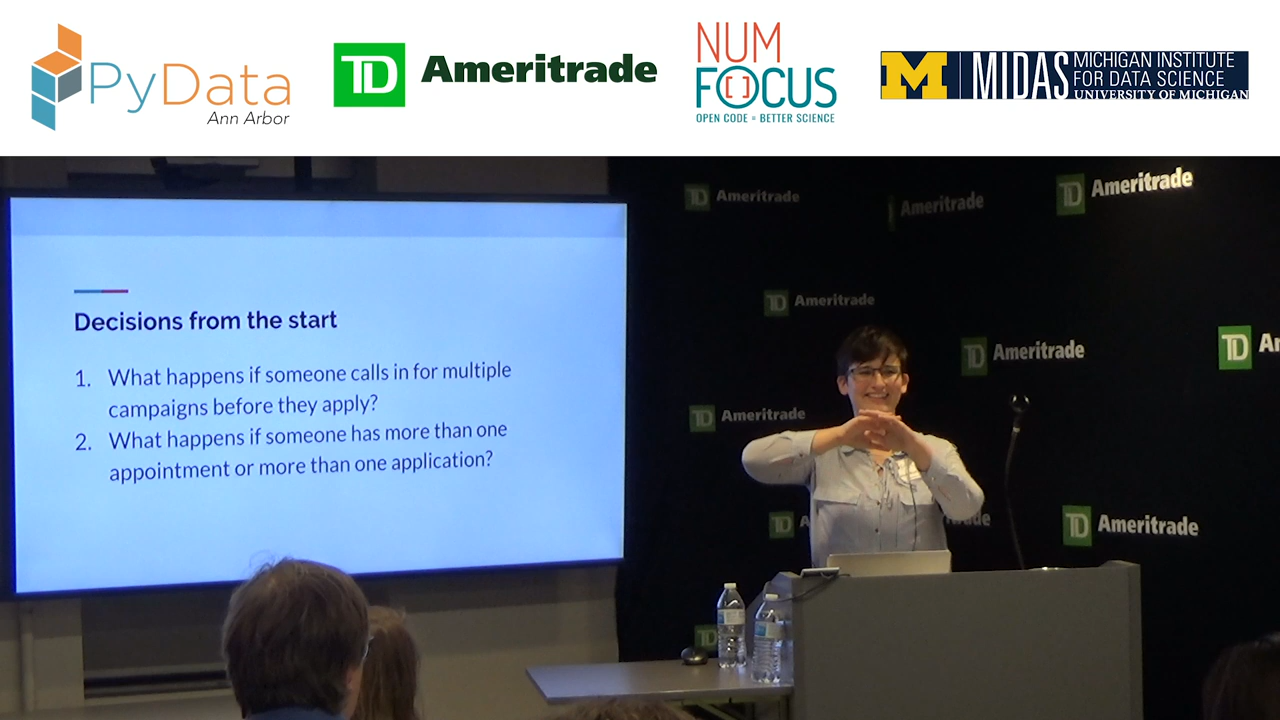 PyData
Ann Arbor
TD Ameritrade
NUM
FOCUS
OPEN CODE = BETTER SCIENCE
M MIDAS
MICHIGAN INSTITUTE
FOR DATA SCIENCE
UNIVERSITY OF MICHIGAN
Decisions from the start
1. What happens if someone calls in for multiple
campaigns before they apply?
2. What happens if someone has more than one
appointment or more than one application?
TD Ameritrade
Ameritrade
TD Ameritrade
TD Ameritrade
TD Ameritrade
TD
TD Ameritrade
TD
TD Ameritrade
TD